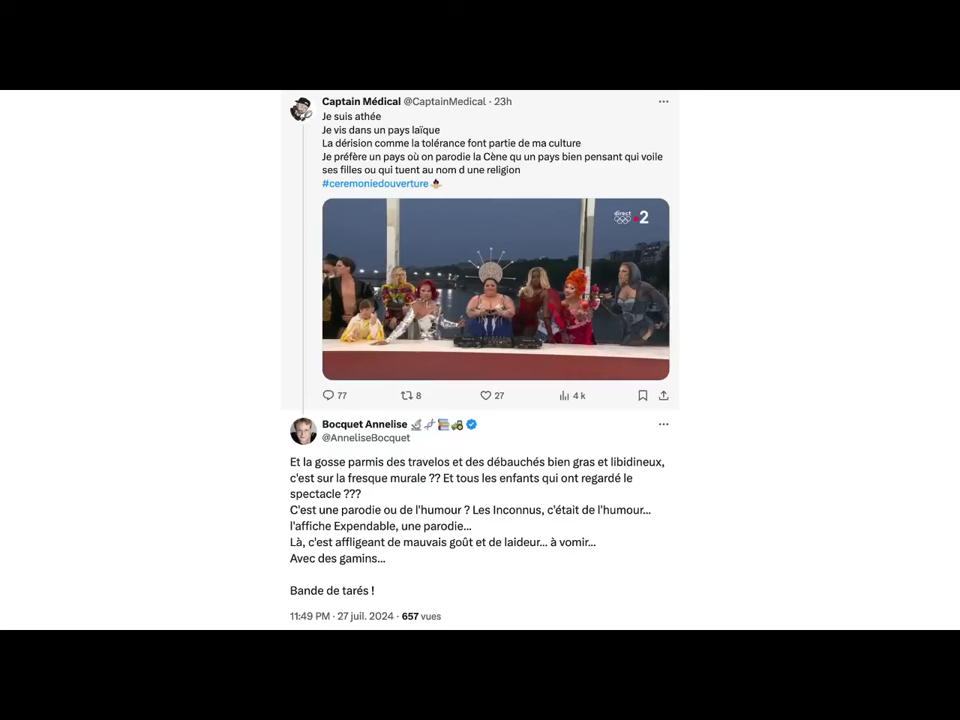 Captain Médical @CaptainMedical · 23h
Je suis athée
Je vis dans un pays laïque
La dérision comme la tolérance font partie de ma culture
Je préfère un pays où on parodie la Cène qu un pays bien pensant qui voile
ses filles ou qui tuent au nom d une religion
#ceremoniedouverture
direct 2
77 8 27 4 k
Bocquet Annelise
@AnneliseBocquet
Et la gosse parmis des travelos et des débauchés bien gras et libidineux,
c'est sur la fresque murale ?? Et tous les enfants qui ont regardé le
spectacle ???
C'est une parodie ou de l'humour ? Les Inconnus, c'était de l'humour...
l'affiche Expendable, une parodie...
Là, c'est affligeant de mauvais goût et de laideur... à vomir...
Avec des gamins...
Bande de tarés !
11:49 PM · 27 juil. 2024 · 657 vues